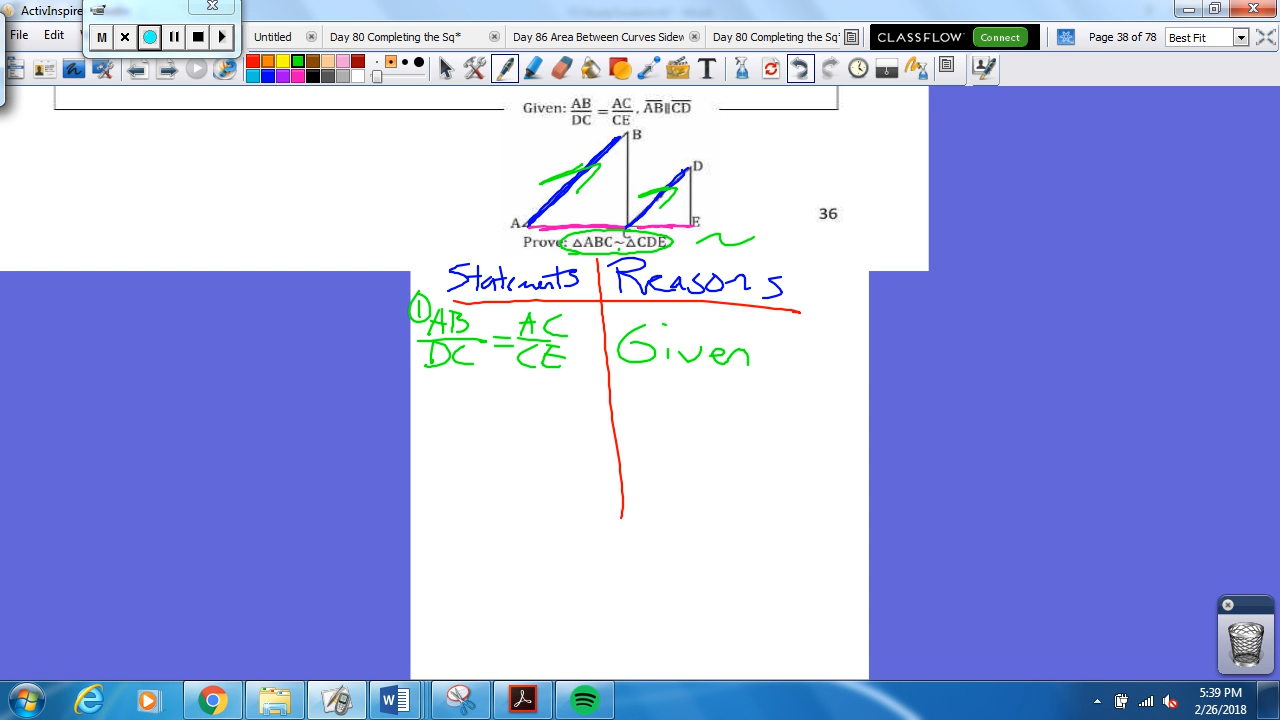 ActivInspire
File Edit
Untitled
Day 80 Completing the Sq*
Day 86 Area Between Curves Sidew
Day 80 Completing the Sq
CLASSFLOW Connect
Page 38 of 78
Best Fit
Given: AB/DC = AC/CE, AB∥CD
B
D
A
C
E
36
Prove: △ABC~△CDE ~
Statements Reasons
① AB/DC = AC/CE Given
5:39 PM
2/26/2018